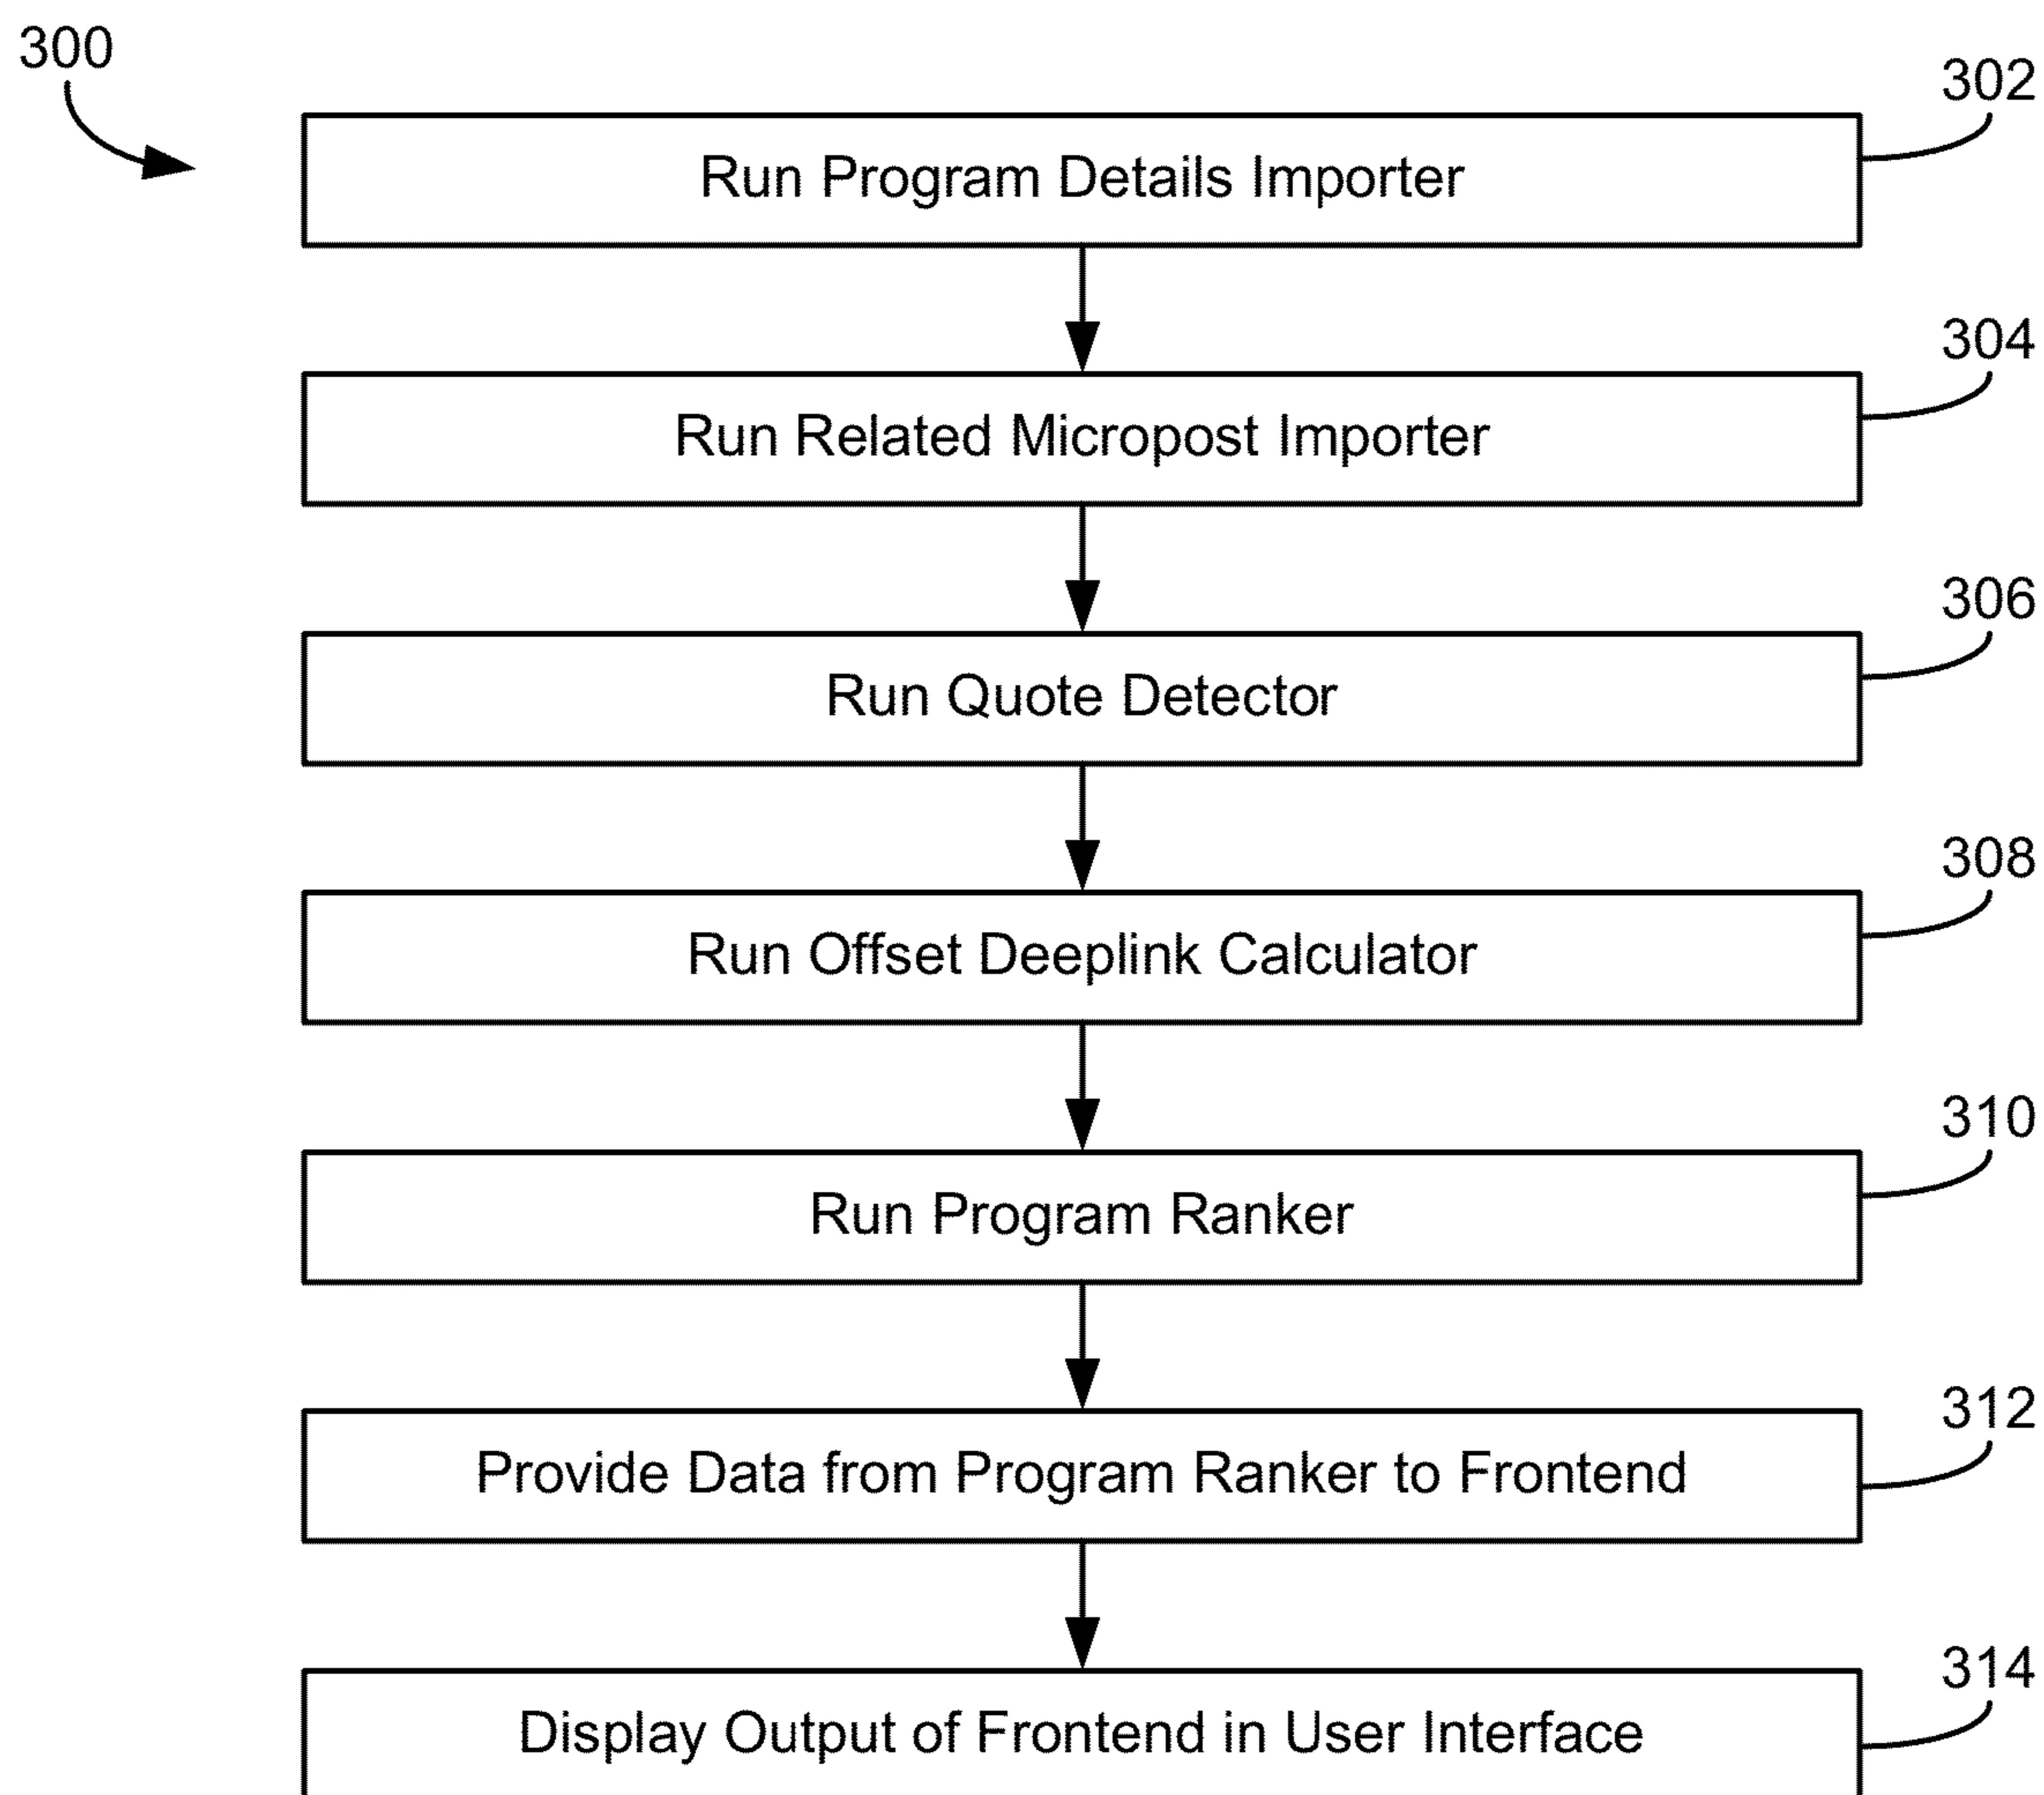 300
302
Run Program Details Importer
304
Run Related Micropost Importer
306
Run Quote Detector
308
Run Offset Deeplink Calculator
310
Run Program Ranker
312
Provide Data from Program Ranker to Frontend
314
Display Output of Frontend in User Interface